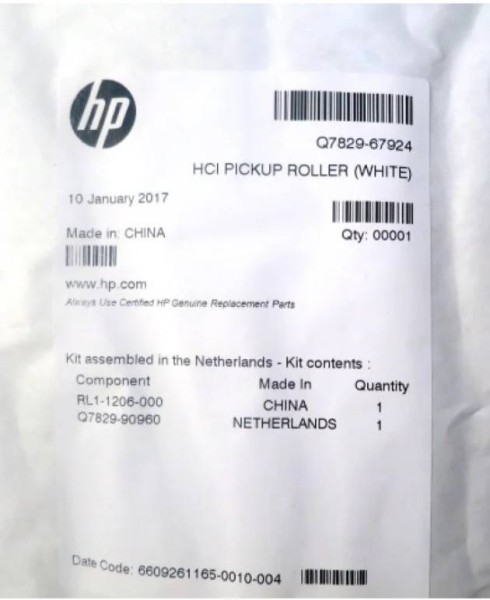 hp
Q7829-67924
HCI PICKUP ROLLER (WHITE)
10 January 2017
Made in: CHINA
Qty: 00001
www.hp.com
Always Use Certified HP Genuine Replacement Parts
Kit assembled in the Netherlands - Kit contents :
Component Made In Quantity
RL1-1206-000 CHINA 1
Q7829-90960 NETHERLANDS 1
Date Code: 6609261165-0010-004